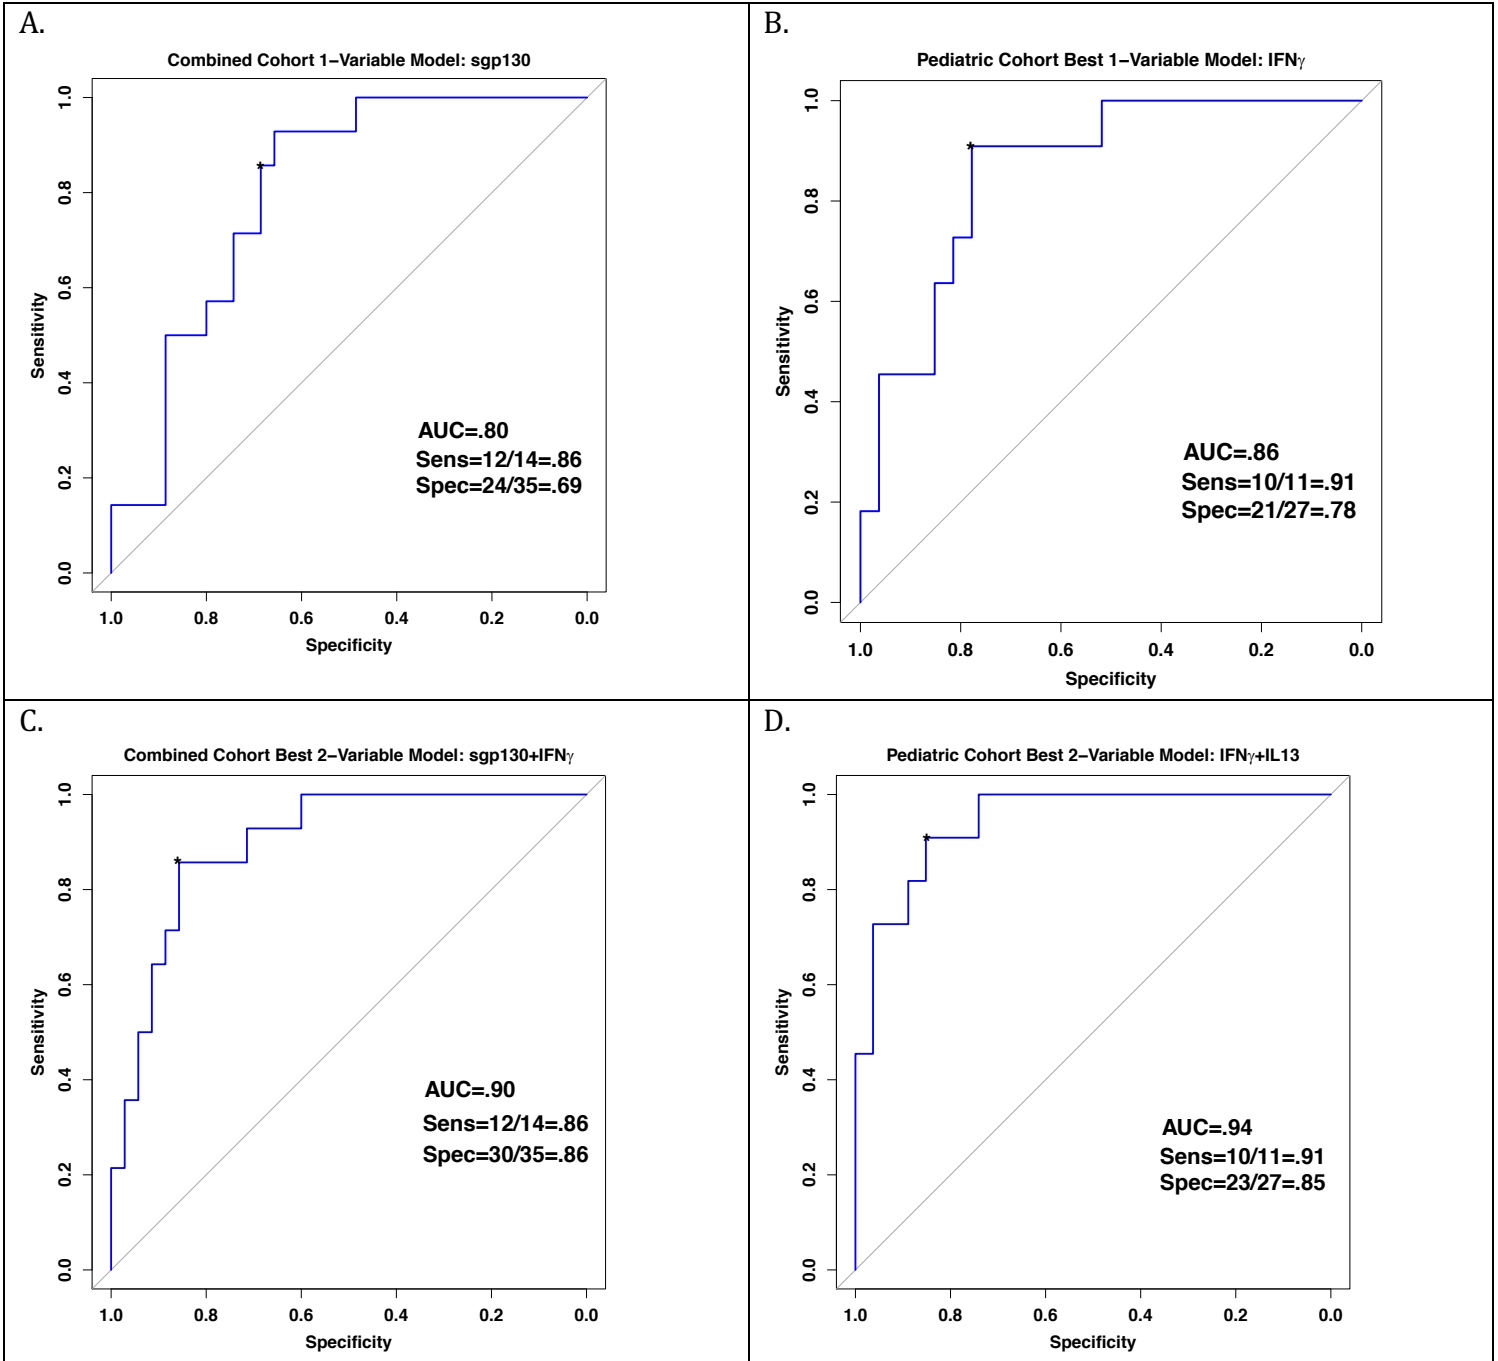 A.
Combined Cohort 1−Variable Model: sgp130
Sensitivity
1.0
0.8
0.6
0.4
0.2
0.0
AUC=.80
Sens=12/14=.86
Spec=24/35=.69
*
1.0 0.8 0.6 0.4 0.2 0.0
Specificity
B.
Pediatric Cohort Best 1−Variable Model: IFNγ
Sensitivity
1.0
0.8
0.6
0.4
0.2
0.0
AUC=.86
Sens=10/11=.91
Spec=21/27=.78
*
1.0 0.8 0.6 0.4 0.2 0.0
Specificity
C.
Combined Cohort Best 2−Variable Model: sgp130+IFNγ
Sensitivity
1.0
0.8
0.6
0.4
0.2
0.0
AUC=.90
Sens=12/14=.86
Spec=30/35=.86
*
1.0 0.8 0.6 0.4 0.2 0.0
Specificity
D.
Pediatric Cohort Best 2−Variable Model: IFNγ+IL13
Sensitivity
1.0
0.8
0.6
0.4
0.2
0.0
AUC=.94
Sens=10/11=.91
Spec=23/27=.85
*
1.0 0.8 0.6 0.4 0.2 0.0
Specificity